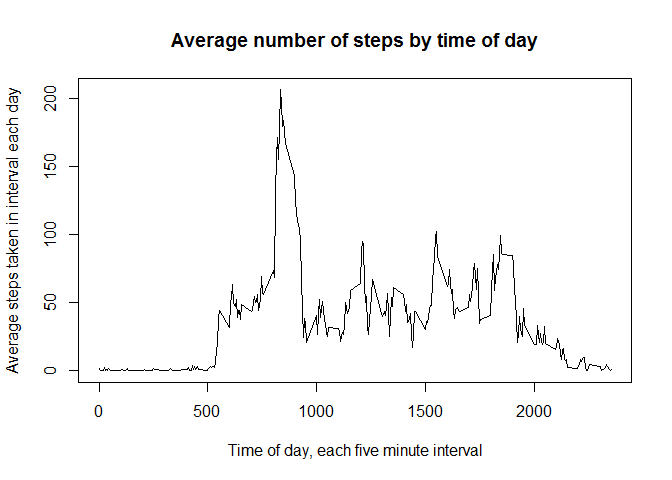 Average number of steps by time of day
Average steps taken in interval each day
200
150
100
50
0
0 500 1000 1500 2000
Time of day, each five minute interval